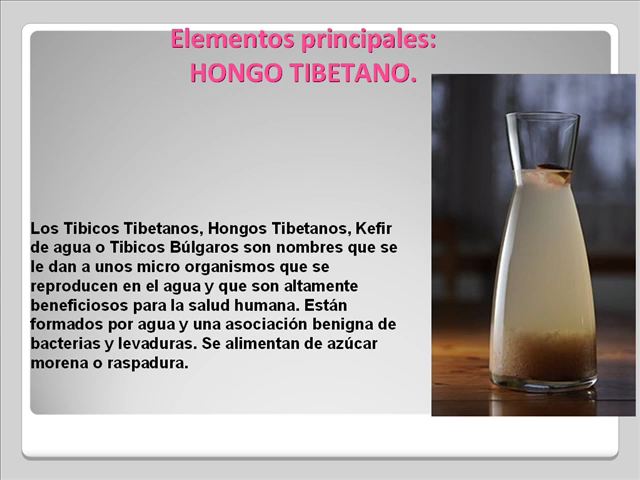 Elementos principales:
HONGO TIBETANO.
Los Tibicos Tibetanos, Hongos Tibetanos, Kefir
de agua o Tibicos Búlgaros son nombres que se
le dan a unos micro organismos que se
reproducen en el agua y que son altamente
beneficiosos para la salud humana. Están
formados por agua y una asociación benigna de
bacterias y levaduras. Se alimentan de azúcar
morena o raspadura.